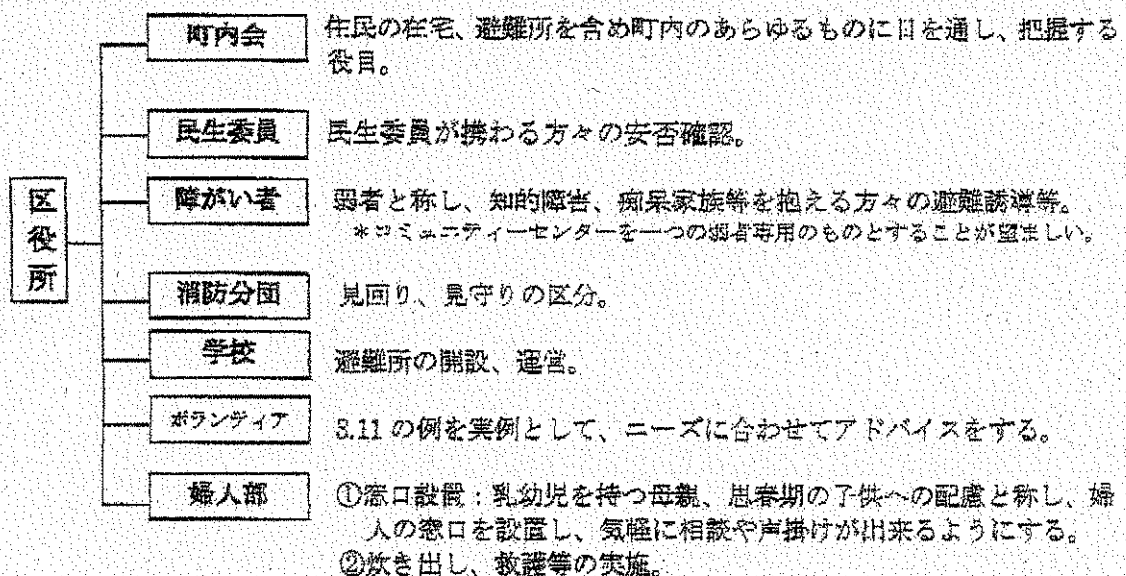 町内会 住民の在宅、避難所を含め町内のあらゆるものに目を通し、把握する
役目。
民生委員 民生委員が携わる方々の安否確認。
区役所
障がい者 弱者と称し、知的障害、痴呆家族等を抱える方々の避難誘導等。
＊コミュニティーセンターを一つの弱者専用のものとすることが望ましい。
消防分団 見回り、見守りの区分。
学校 避難所の開設、運営。
ボランティア 3.11 の例を実例として、ニーズに合わせてアドバイスをする。
婦人部 ①窓口設置：乳幼児を持つ母親、思春期の子供への配慮と称し、婦
人の窓口を設置し、気軽に相談や声掛けが出来るようにする。
②炊き出し、救護等の実施。